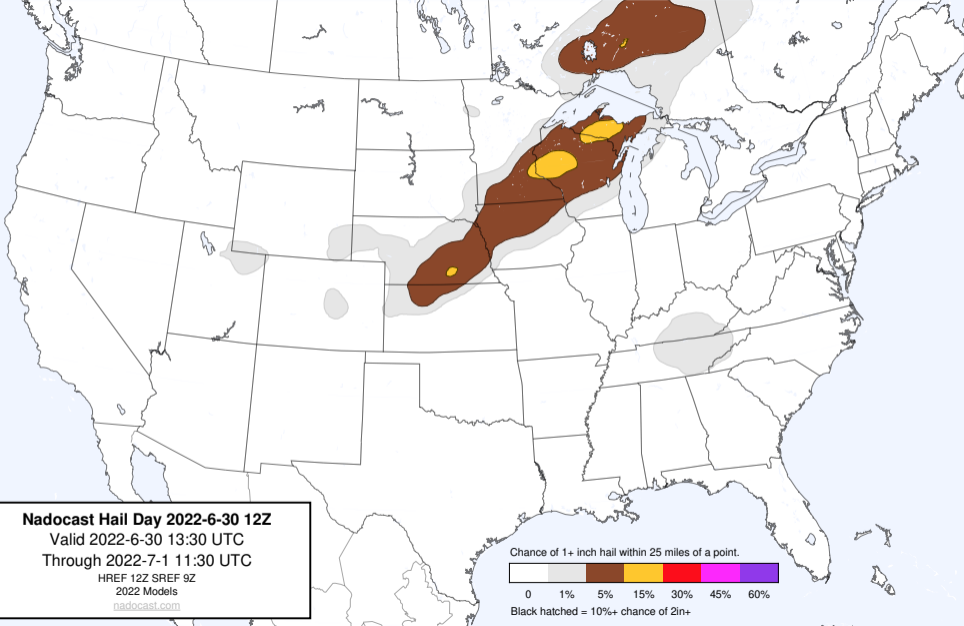 Nadocast Hail Day 2022-6-30 12Z
Valid 2022-6-30 13:30 UTC
Through 2022-7-1 11:30 UTC
HREF 12Z SREF 9Z
2022 Models
nadocast.com
Chance of 1+ inch hail within 25 miles of a point.
0 1% 5% 15% 30% 45% 60%
Black hatched = 10%+ chance of 2in+